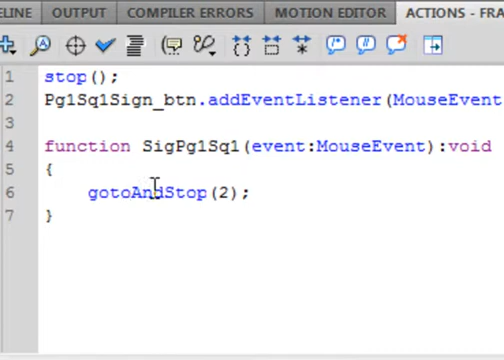 ELINE OUTPUT COMPILER ERRORS MOTION EDITOR ACTIONS - FRA
1 stop();
2 Pg1Sq1Sign_btn.addEventListener(MouseEvent
3
4 function SigPg1Sq1(event:MouseEvent):void
5 {
6 gotoAndStop(2);
7 }